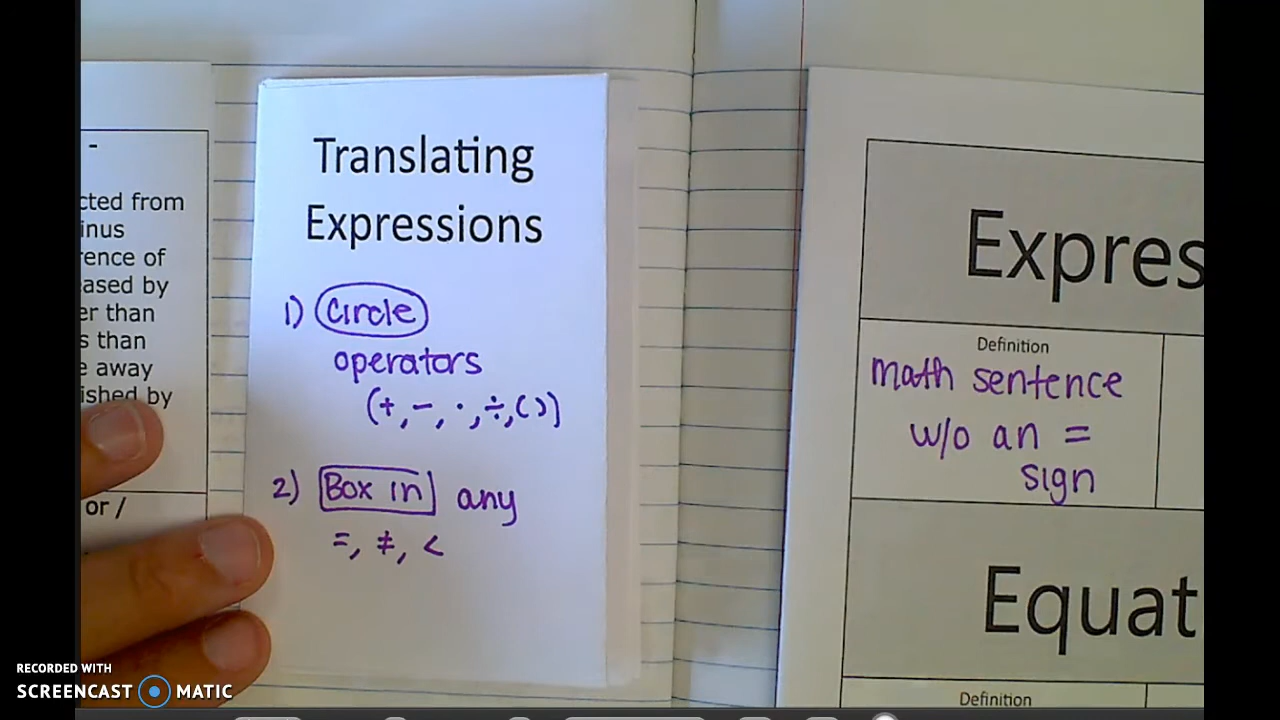 -
cted from
inus
rence of
ased by
er than
s than
e away
ished by
or /
Translating
Expressions
1) Circle
operators
(+, -, ·, ÷, ( ))
2) Box in any
=, ≠, <
Expres
Definition
math sentence
w/o an =
sign
Equat
Definition
RECORDED WITH
SCREENCAST MATIC